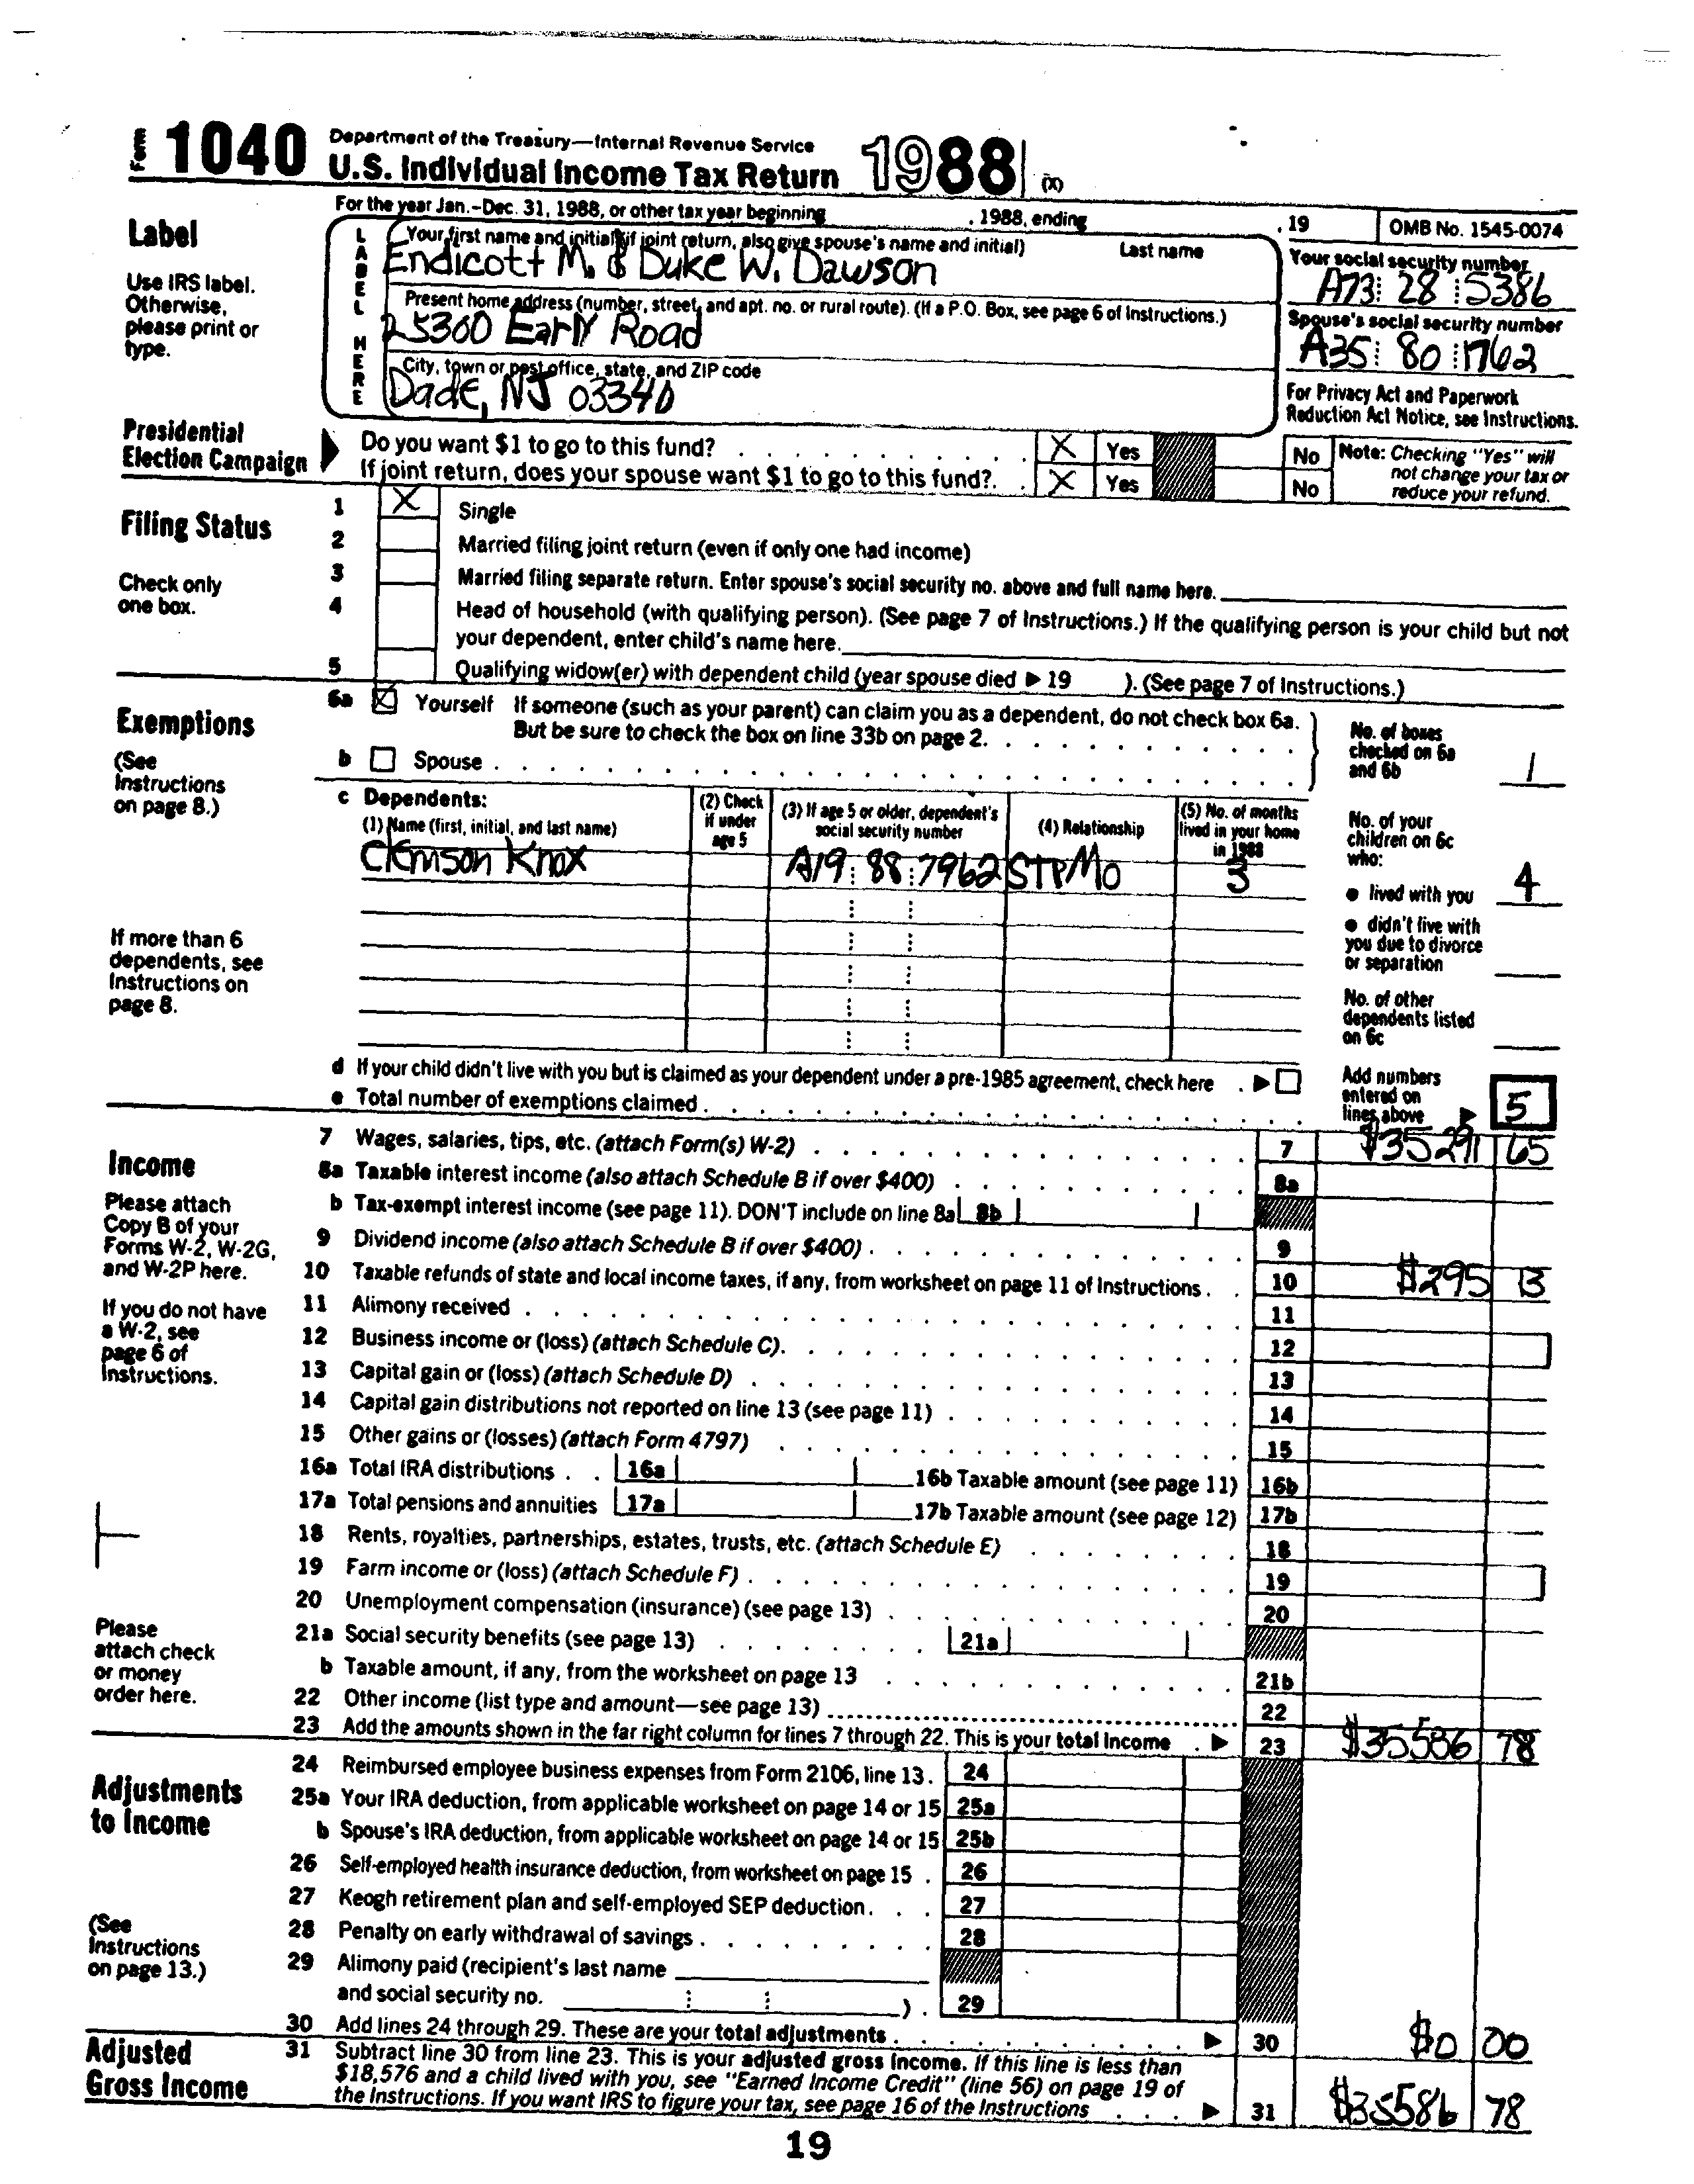 Form 1040 Department of the Treasury—Internal Revenue Service
U.S. Individual Income Tax Return 1988 (X)
For the year Jan.–Dec. 31, 1988, or other tax year beginning , 1988, ending , 19 OMB No. 1545-0074
Label
Use IRS label.
Otherwise,
please print or
type.
LABEL HERE
Your first name and initial (if joint return, also give spouse's name and initial) Last name
Endicott M. & Duke W. Dawson
Your social security number
A73 28 5386
Present home address (number, street, and apt. no. or rural route). (If a P.O. Box, see page 6 of Instructions.)
25300 Early Road
Spouse's social security number
A35 80 1762
City, town or post office, state, and ZIP code
Dade, NJ 03340
For Privacy Act and Paperwork
Reduction Act Notice, see Instructions.
Presidential
Election Campaign
Do you want $1 to go to this fund? X Yes No
If joint return, does your spouse want $1 to go to this fund? X Yes No
Note: Checking "Yes" will
not change your tax or
reduce your refund.
Filing Status
Check only
one box.
1 X Single
2 Married filing joint return (even if only one had income)
3 Married filing separate return. Enter spouse's social security no. above and full name here.
4 Head of household (with qualifying person). (See page 7 of Instructions.) If the qualifying person is your child but not
your dependent, enter child's name here.
5 Qualifying widow(er) with dependent child (year spouse died ▶ 19 ). (See page 7 of Instructions.)
Exemptions
(See
Instructions
on page 8.)
6a X Yourself If someone (such as your parent) can claim you as a dependent, do not check box 6a.
But be sure to check the box on line 33b on page 2.
b Spouse
No. of boxes
checked on 6a
and 6b 1
c Dependents:
(1) Name (first, initial, and last name)
(2) Check
if under
age 5
(3) If age 5 or older, dependent's
social security number
(4) Relationship
(5) No. of months
lived in your home
in 1988
Clemson Knox A19 88 7962 STPMO 3
If more than 6
dependents, see
Instructions on
page 8.
No. of your
children on 6c
who:
● lived with you 4
● didn't live with
you due to divorce
or separation
No. of other
dependents listed
on 6c
d If your child didn't live with you but is claimed as your dependent under a pre-1985 agreement, check here ▶
e Total number of exemptions claimed
Add numbers
entered on
lines above ▶ 5
Income
Please attach
Copy B of your
Forms W-2, W-2G,
and W-2P here.
If you do not have
a W-2, see
page 6 of
Instructions.
Please
attach check
or money
order here.
7 Wages, salaries, tips, etc. (attach Form(s) W-2) 7 $35291 65
8a Taxable interest income (also attach Schedule B if over $400) 8a
b Tax-exempt interest income (see page 11). DON'T include on line 8a 8b
9 Dividend income (also attach Schedule B if over $400) 9
10 Taxable refunds of state and local income taxes, if any, from worksheet on page 11 of Instructions 10 $295 13
11 Alimony received 11
12 Business income or (loss) (attach Schedule C) 12
13 Capital gain or (loss) (attach Schedule D) 13
14 Capital gain distributions not reported on line 13 (see page 11) 14
15 Other gains or (losses) (attach Form 4797) 15
16a Total IRA distributions 16a 16b Taxable amount (see page 11) 16b
17a Total pensions and annuities 17a 17b Taxable amount (see page 12) 17b
18 Rents, royalties, partnerships, estates, trusts, etc. (attach Schedule E) 18
19 Farm income or (loss) (attach Schedule F) 19
20 Unemployment compensation (insurance) (see page 13) 20
21a Social security benefits (see page 13) 21a
b Taxable amount, if any, from the worksheet on page 13 21b
22 Other income (list type and amount—see page 13) 22
23 Add the amounts shown in the far right column for lines 7 through 22. This is your total income ▶ 23 $35586 78
Adjustments
to Income
(See
Instructions
on page 13.)
24 Reimbursed employee business expenses from Form 2106, line 13. 24
25a Your IRA deduction, from applicable worksheet on page 14 or 15 25a
b Spouse's IRA deduction, from applicable worksheet on page 14 or 15 25b
26 Self-employed health insurance deduction, from worksheet on page 15 26
27 Keogh retirement plan and self-employed SEP deduction 27
28 Penalty on early withdrawal of savings 28
29 Alimony paid (recipient's last name
and social security no. ) 29
30 Add lines 24 through 29. These are your total adjustments ▶ 30 $0 00
Adjusted
Gross Income
31 Subtract line 30 from line 23. This is your adjusted gross income. If this line is less than
$18,576 and a child lived with you, see "Earned Income Credit" (line 56) on page 19 of
the Instructions. If you want IRS to figure your tax, see page 16 of the Instructions ▶ 31 $35586 78
19